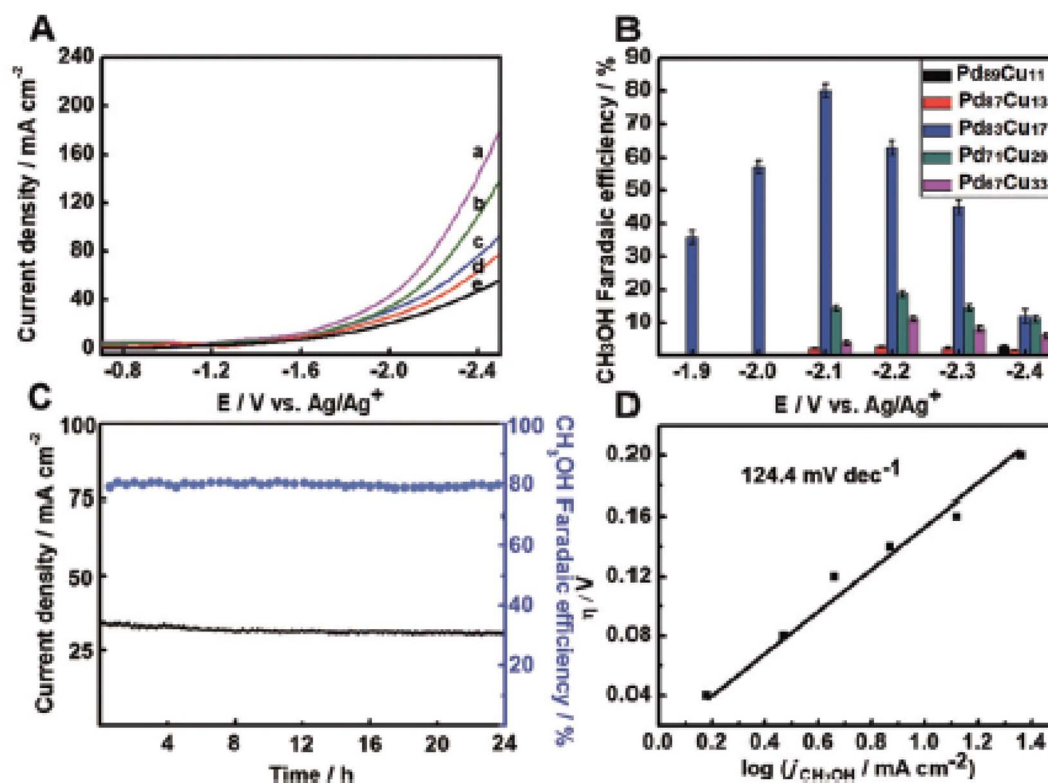 A
240
200
160
120
80
40
0
a
b
c
d
e
-0.8 -1.2 -1.6 -2.0 -2.4
E / V vs. Ag/Ag+
Current density / mA cm-2
B
90
80
70
60
50
40
30
20
10
Pd89Cu11
Pd87Cu13
Pd83Cu17
Pd71Cu29
Pd67Cu33
-1.9 -2.0 -2.1 -2.2 -2.3 -2.4
E / V vs. Ag/Ag+
CH3OH Faradaic efficiency / %
C
100
75
50
25
100
80
60
40
20
4 8 12 16 20 24
Time / h
Current density / mA cm-2
CH3OH Faradaic efficiency / %
D
124.4 mV dec-1
0.20
0.16
0.12
0.08
0.04
0.0 0.2 0.4 0.6 0.8 1.0 1.2 1.4
log (jCH3OH / mA cm-2)
η / V